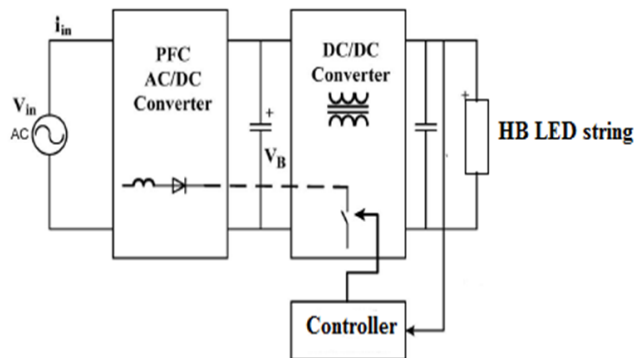 i_in
PFC
AC/DC
Converter
DC/DC
Converter
V_in
AC
+
V_B
+
HB LED string
Controller